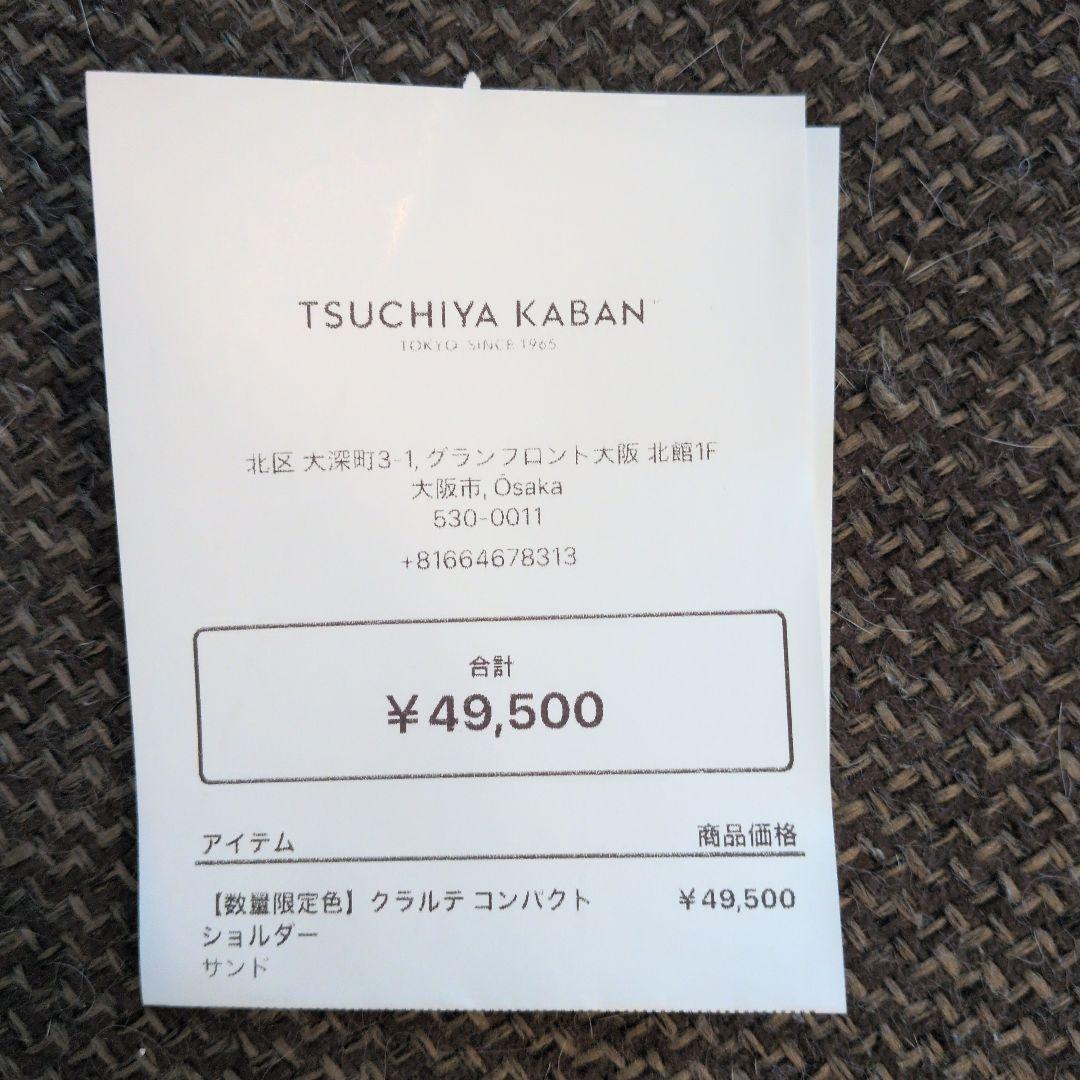 TSUCHIYA KABAN
TOKYO SINCE 1965
北区 大深町3-1, グランフロント大阪 北館1F
大阪市, Ōsaka
530-0011
+81664678313
合計
¥49,500
アイテム 商品価格
【数量限定色】クラルテ コンパクト ¥49,500
ショルダー
サンド